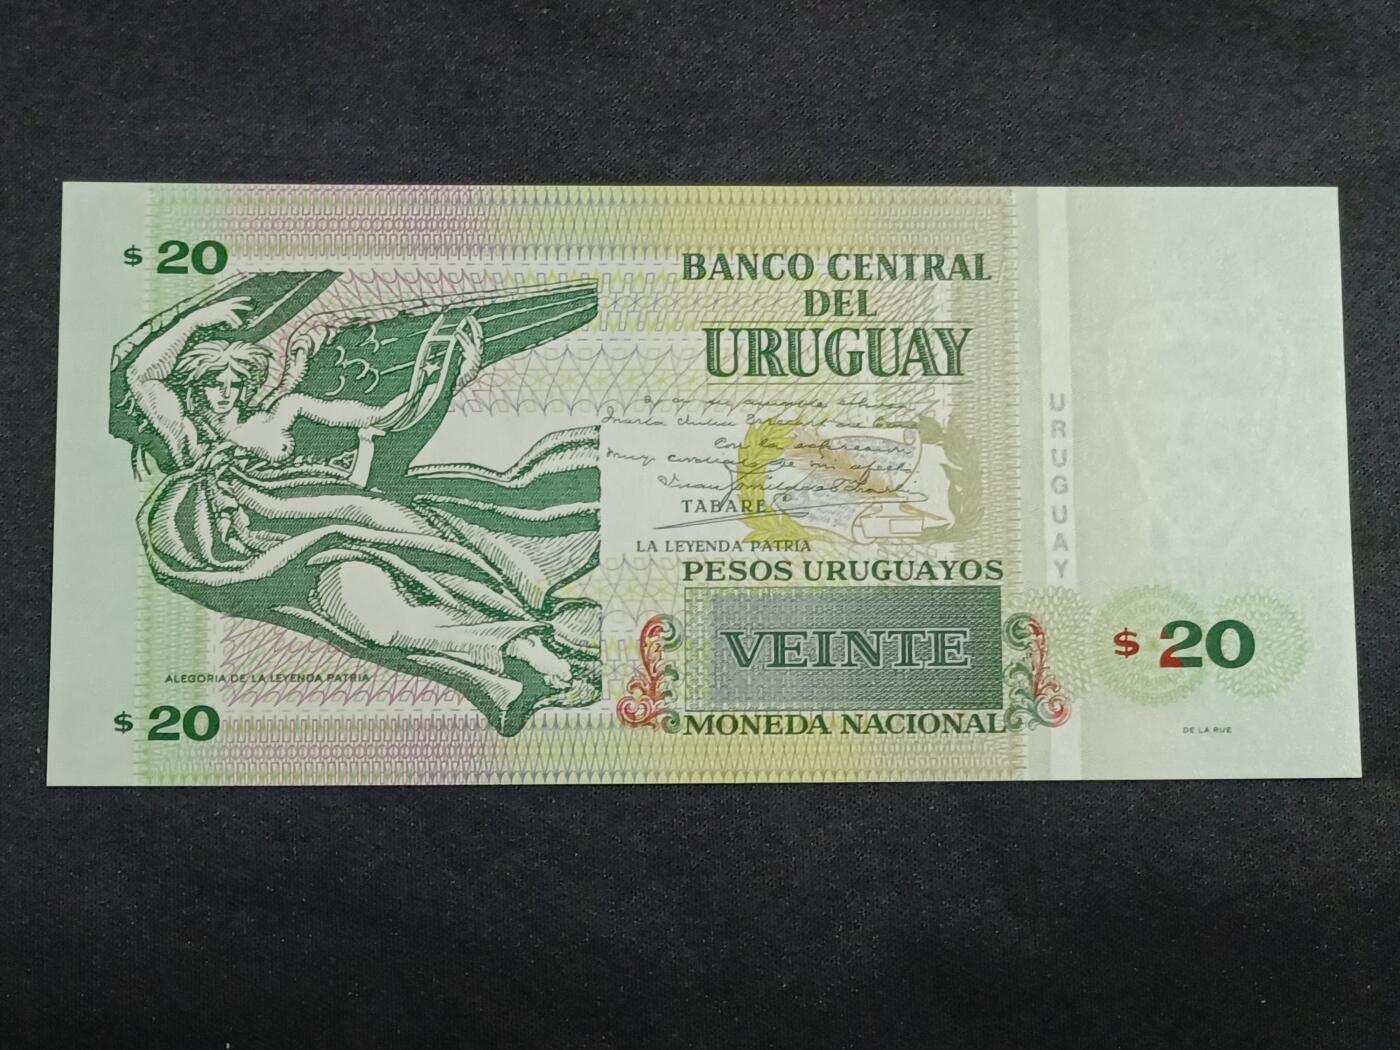 $ 20
BANCO CENTRAL
DEL
URUGUAY
TABARE
LA LEYENDA PATRIA
PESOS URUGUAYOS
VEINTE
MONEDA NACIONAL
ALEGORIA DE LA LEYENDA PATRIA
$ 20
URUGUAY
$ 20
DE LA RUE